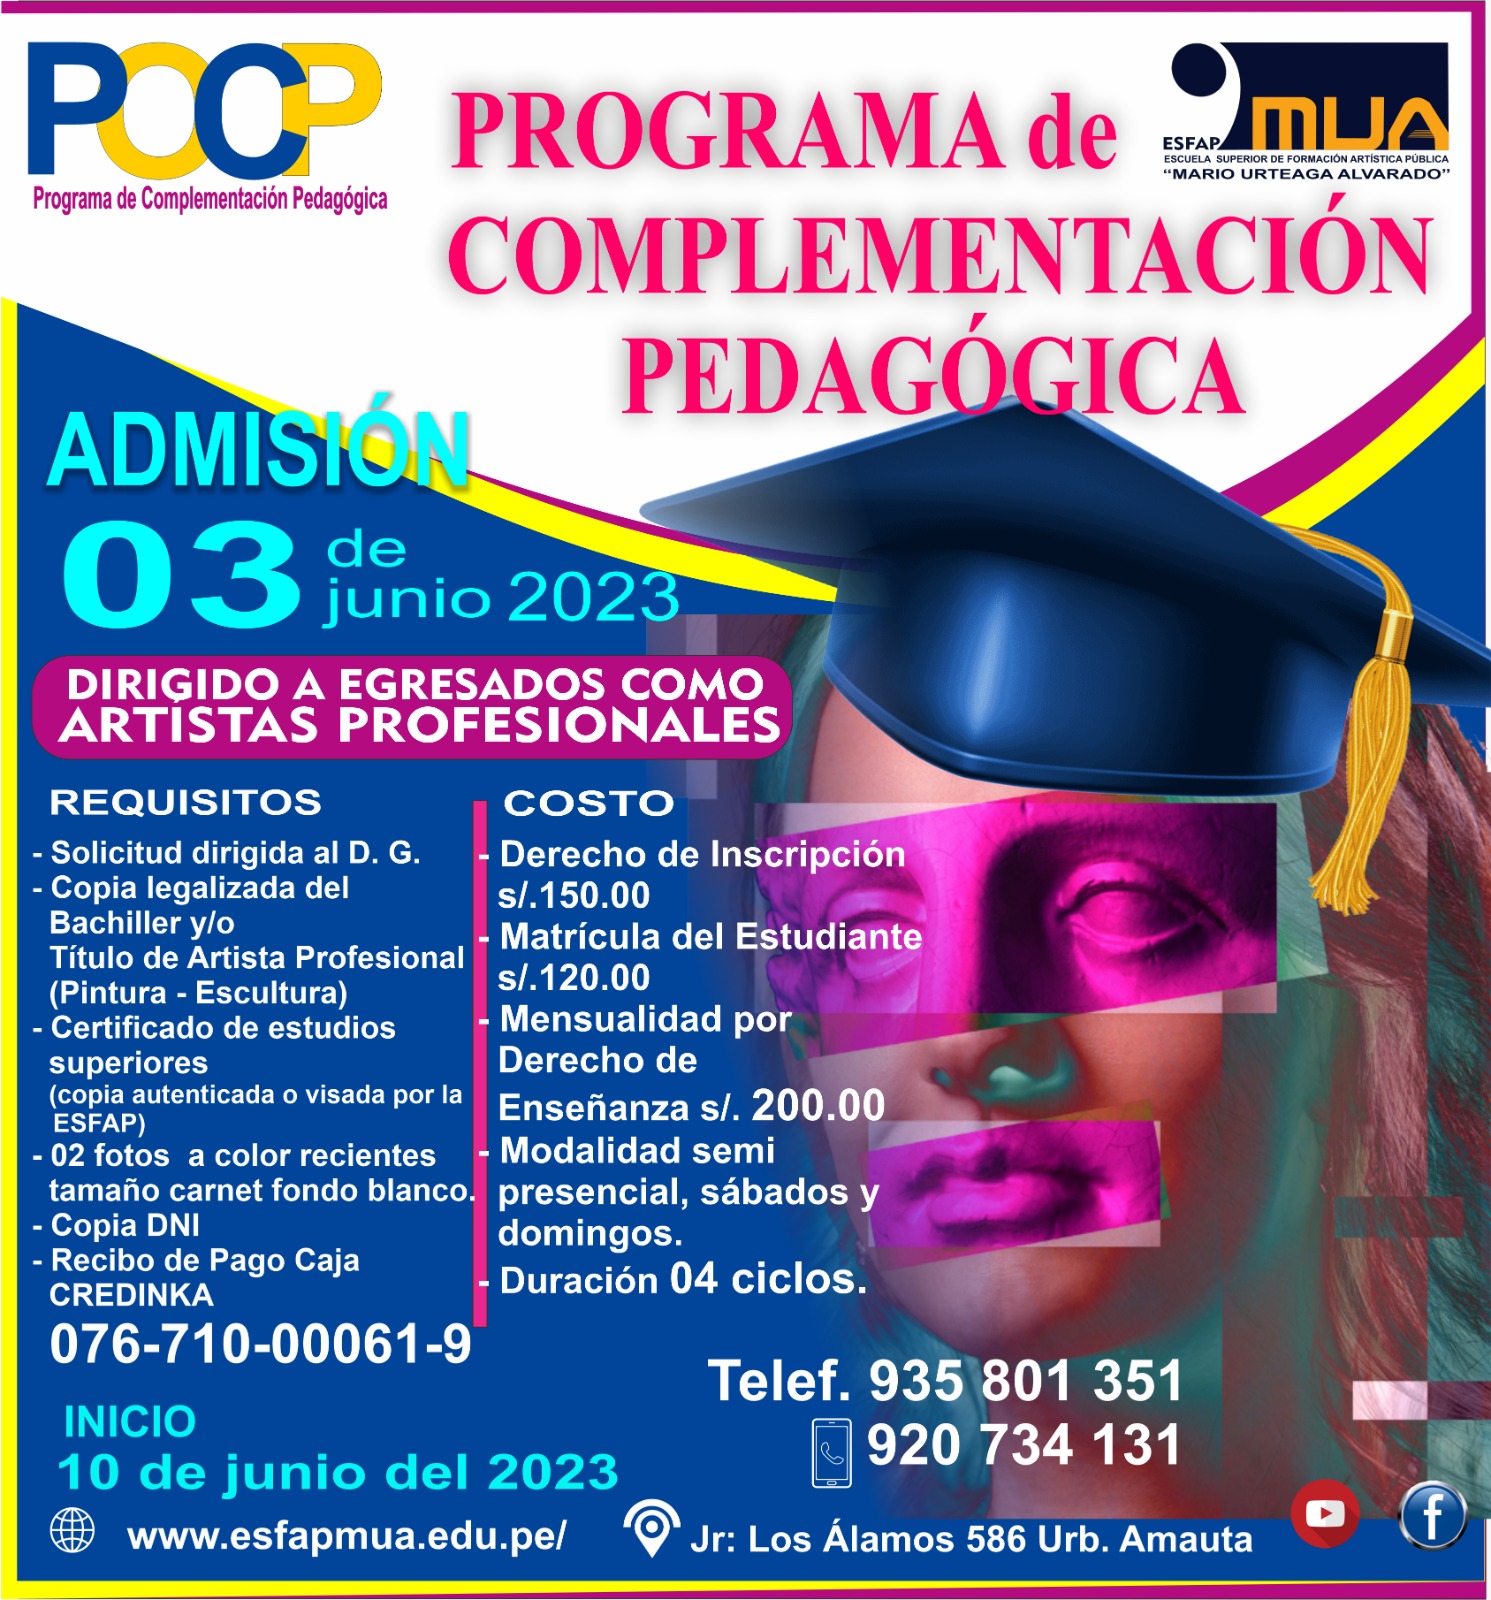 POCP
Programa de Complementación Pedagógica
MUA
ESFAP
ESCUELA SUPERIOR DE FORMACIÓN ARTÍSTICA PÚBLICA
“MARIO URTEAGA ALVARADO”
PROGRAMA de
COMPLEMENTACIÓN
PEDAGÓGICA
ADMISIÓN
03 de
junio 2023
DIRIGIDO A EGRESADOS COMO
ARTÍSTAS PROFESIONALES
REQUISITOS
- Solicitud dirigida al D. G.
- Copia legalizada del
Bachiller y/o
Título de Artista Profesional
(Pintura - Escultura)
- Certificado de estudios
superiores
(copia autenticada o visada por la
ESFAP)
- 02 fotos a color recientes
tamaño carnet fondo blanco.
- Copia DNI
- Recibo de Pago Caja
CREDINKA
076-710-00061-9
COSTO
- Derecho de Inscripción
s/.150.00
- Matrícula del Estudiante
s/.120.00
- Mensualidad por
Derecho de
Enseñanza s/. 200.00
- Modalidad semi
presencial, sábados y
domingos.
- Duración 04 ciclos.
Telef. 935 801 351
920 734 131
INICIO
10 de junio del 2023
www.esfapmua.edu.pe/
Jr: Los Álamos 586 Urb. Amauta
f